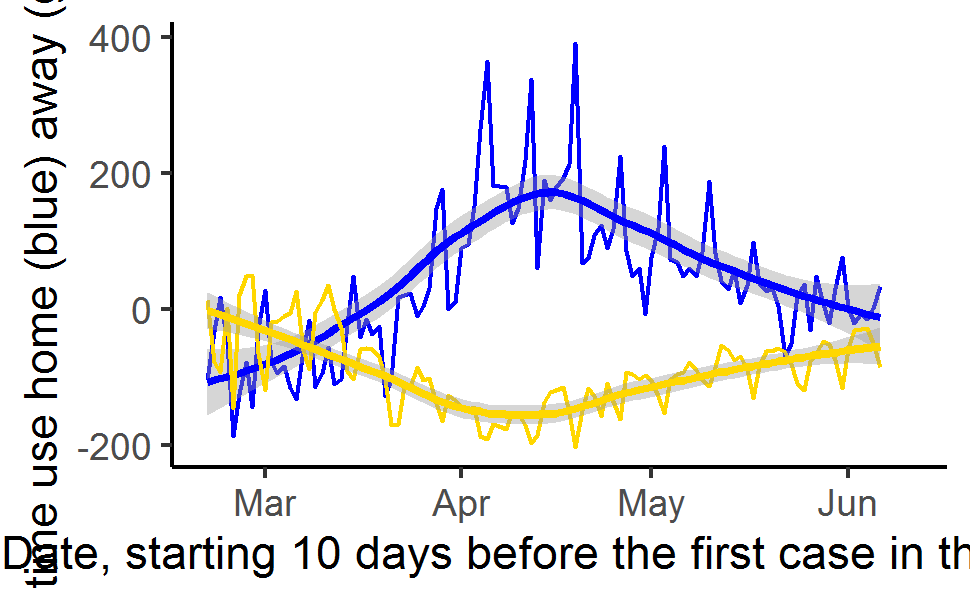 time use home (blue) away (
400
200
0
-200
Mar Apr May Jun
Date, starting 10 days before the first case in th